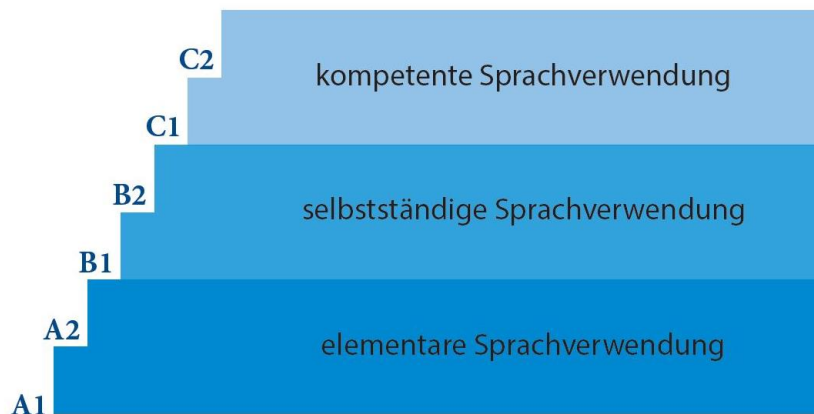 C2
kompetente Sprachverwendung
C1
B2
selbstständige Sprachverwendung
B1
A2
elementare Sprachverwendung
A1